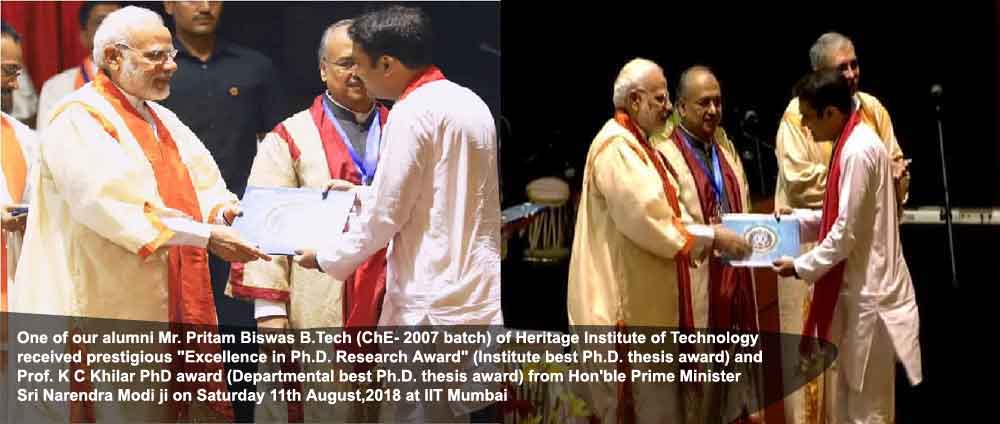 One of our alumni Mr. Pritam Biswas B.Tech (ChE- 2007 batch) of Heritage Institute of Technology
received prestigious "Excellence in Ph.D. Research Award" (Institute best Ph.D. thesis award) and
Prof. K C Khilar PhD award (Departmental best Ph.D. thesis award) from Hon'ble Prime Minister
Sri Narendra Modi ji on Saturday 11th August,2018 at IIT Mumbai